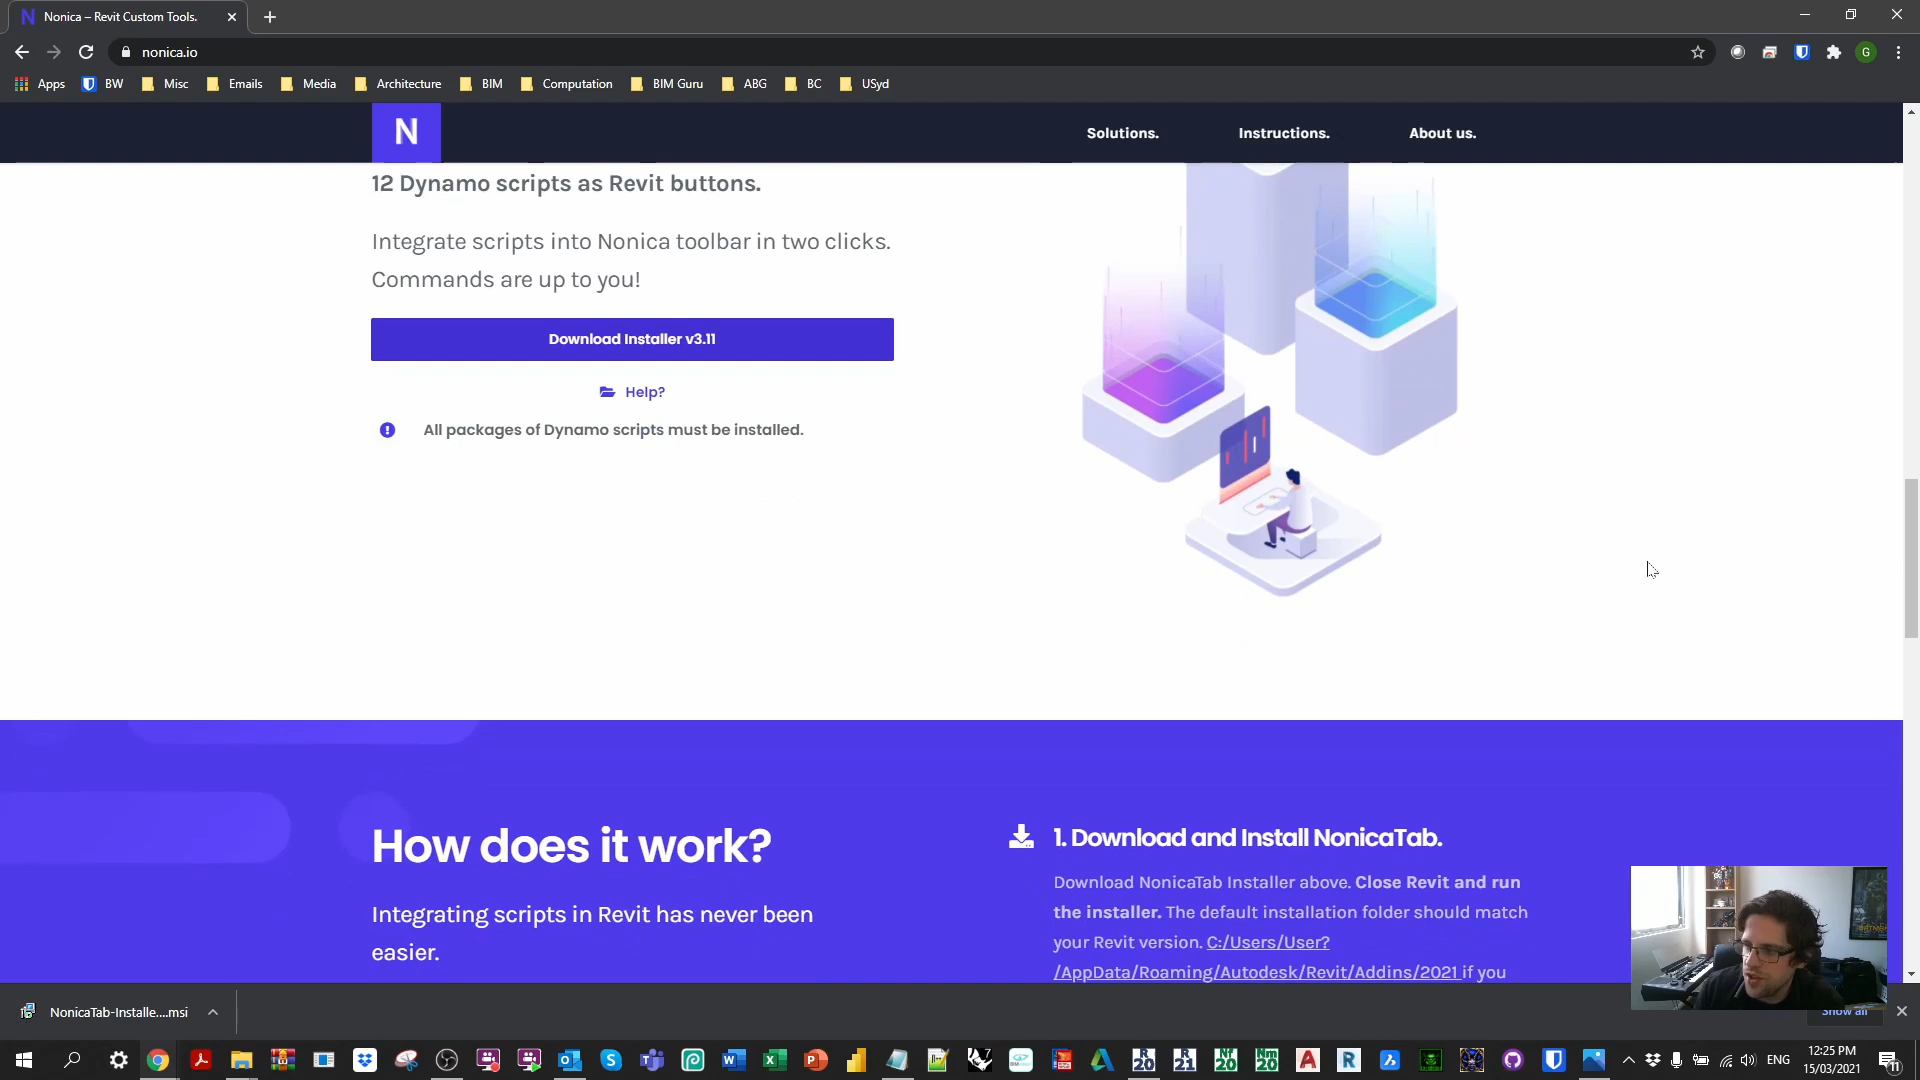 N Nonica – Revit Custom Tools.
nonica.io
G
Apps BW Misc Emails Media Architecture BIM Computation BIM Guru ABG BC USyd
N
Solutions. Instructions. About us.
12 Dynamo scripts as Revit buttons.
Integrate scripts into Nonica toolbar in two clicks.
Commands are up to you!
Download Installer v3.11
Help?
All packages of Dynamo scripts must be installed.
How does it work?
Integrating scripts in Revit has never been
easier.
1. Download and Install NonicaTab.
Download NonicaTab Installer above. Close Revit and run
the installer. The default installation folder should match
your Revit version. C:/Users/User?
/AppData/Roaming/Autodesk/Revit/Addins/2021 if you
NonicaTab-Installe....msi
Show all
ENG
12:25 PM
15/03/2021
11